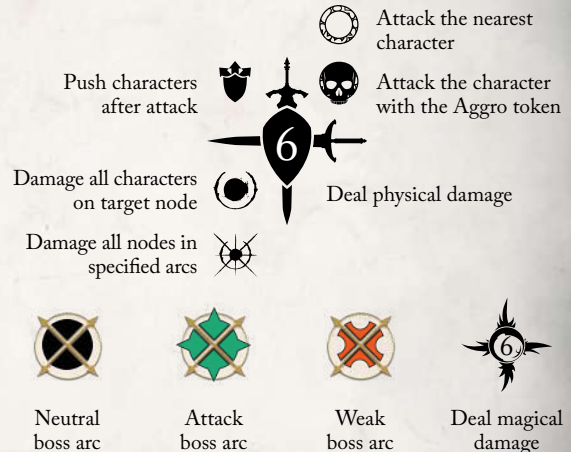 Attack the nearest
character
Push characters
after attack
Attack the character
with the Aggro token
6
Damage all characters
on target node
Deal physical damage
Damage all nodes in
specified arcs
6
Neutral
boss arc
Attack
boss arc
Weak
boss arc
Deal magical
damage